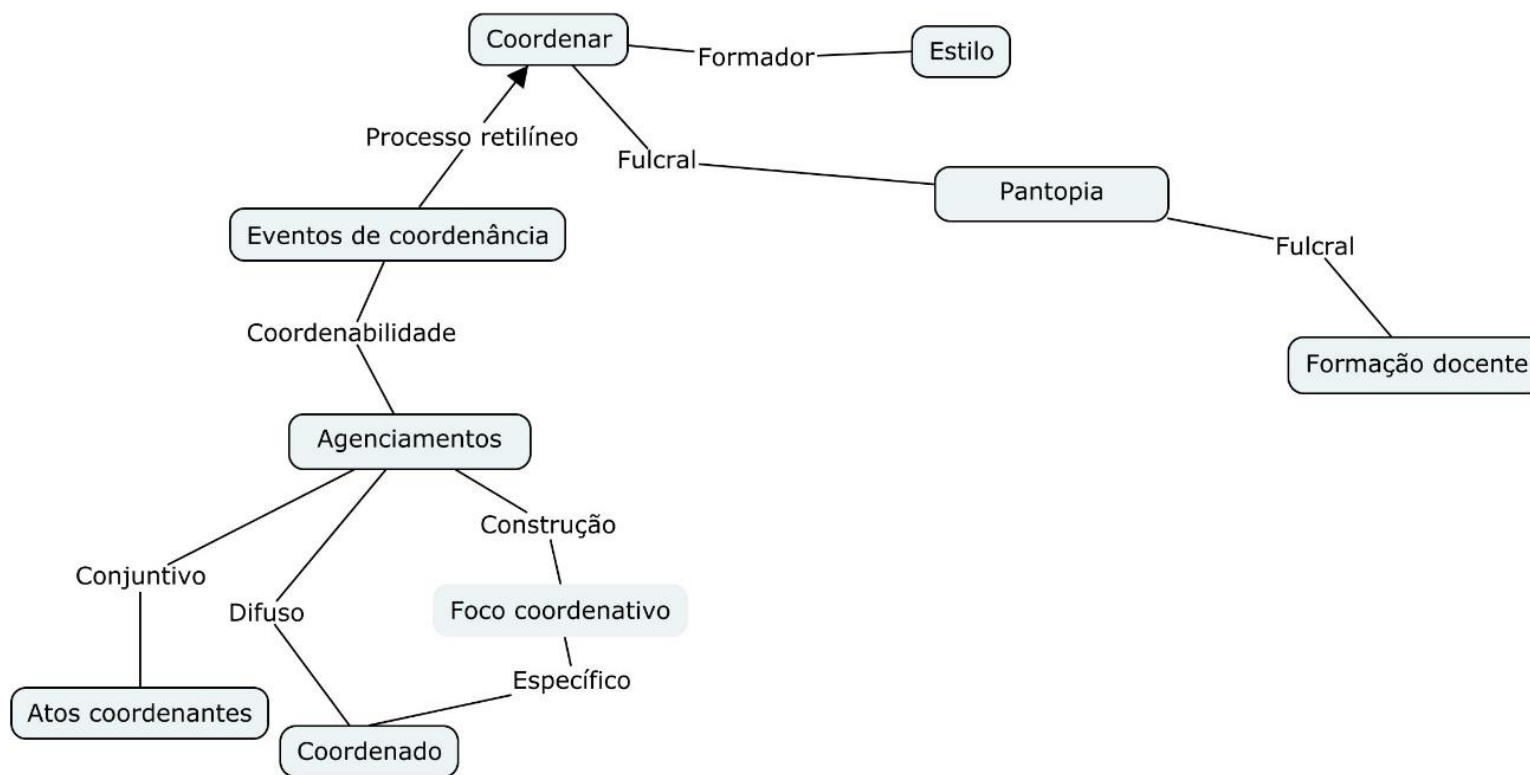 Coordenar
Formador
Estilo
Processo retilíneo
Fulcral
Pantopia
Eventos de coordenância
Fulcral
Coordenabilidade
Formação docente
Agenciamentos
Construção
Conjuntivo
Difuso
Foco coordenativo
Específico
Atos coordenantes
Coordenado